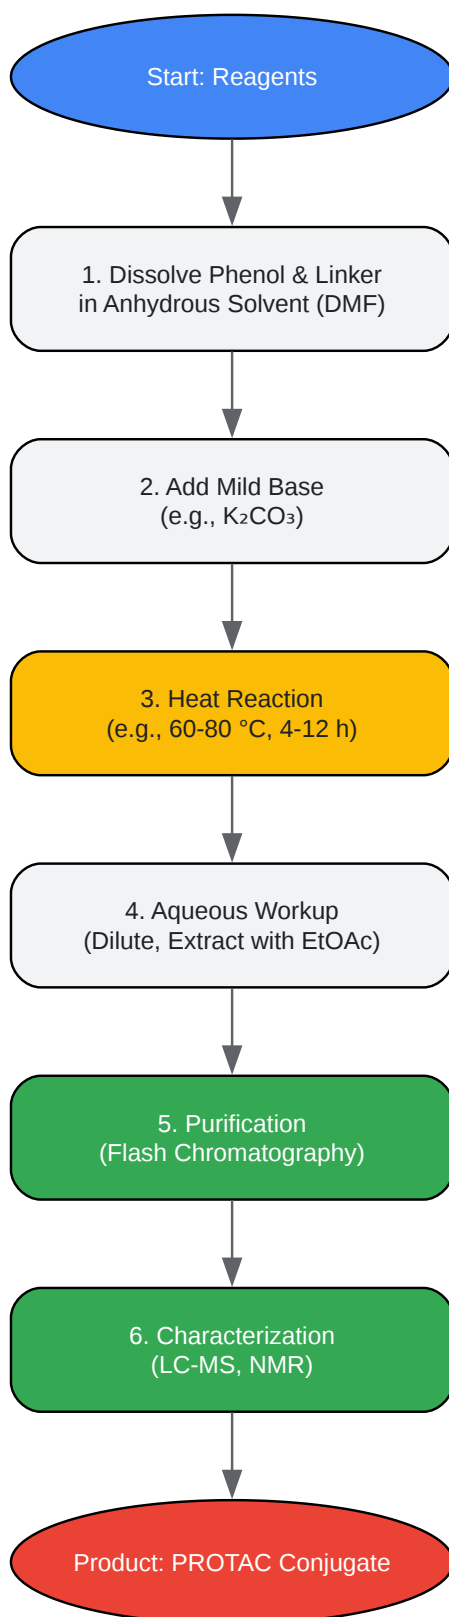 Start: Reagents
1. Dissolve Phenol & Linker
in Anhydrous Solvent (DMF)
2. Add Mild Base
(e.g., K₂CO₃)
3. Heat Reaction
(e.g., 60-80 °C, 4-12 h)
4. Aqueous Workup
(Dilute, Extract with EtOAc)
5. Purification
(Flash Chromatography)
6. Characterization
(LC-MS, NMR)
Product: PROTAC Conjugate